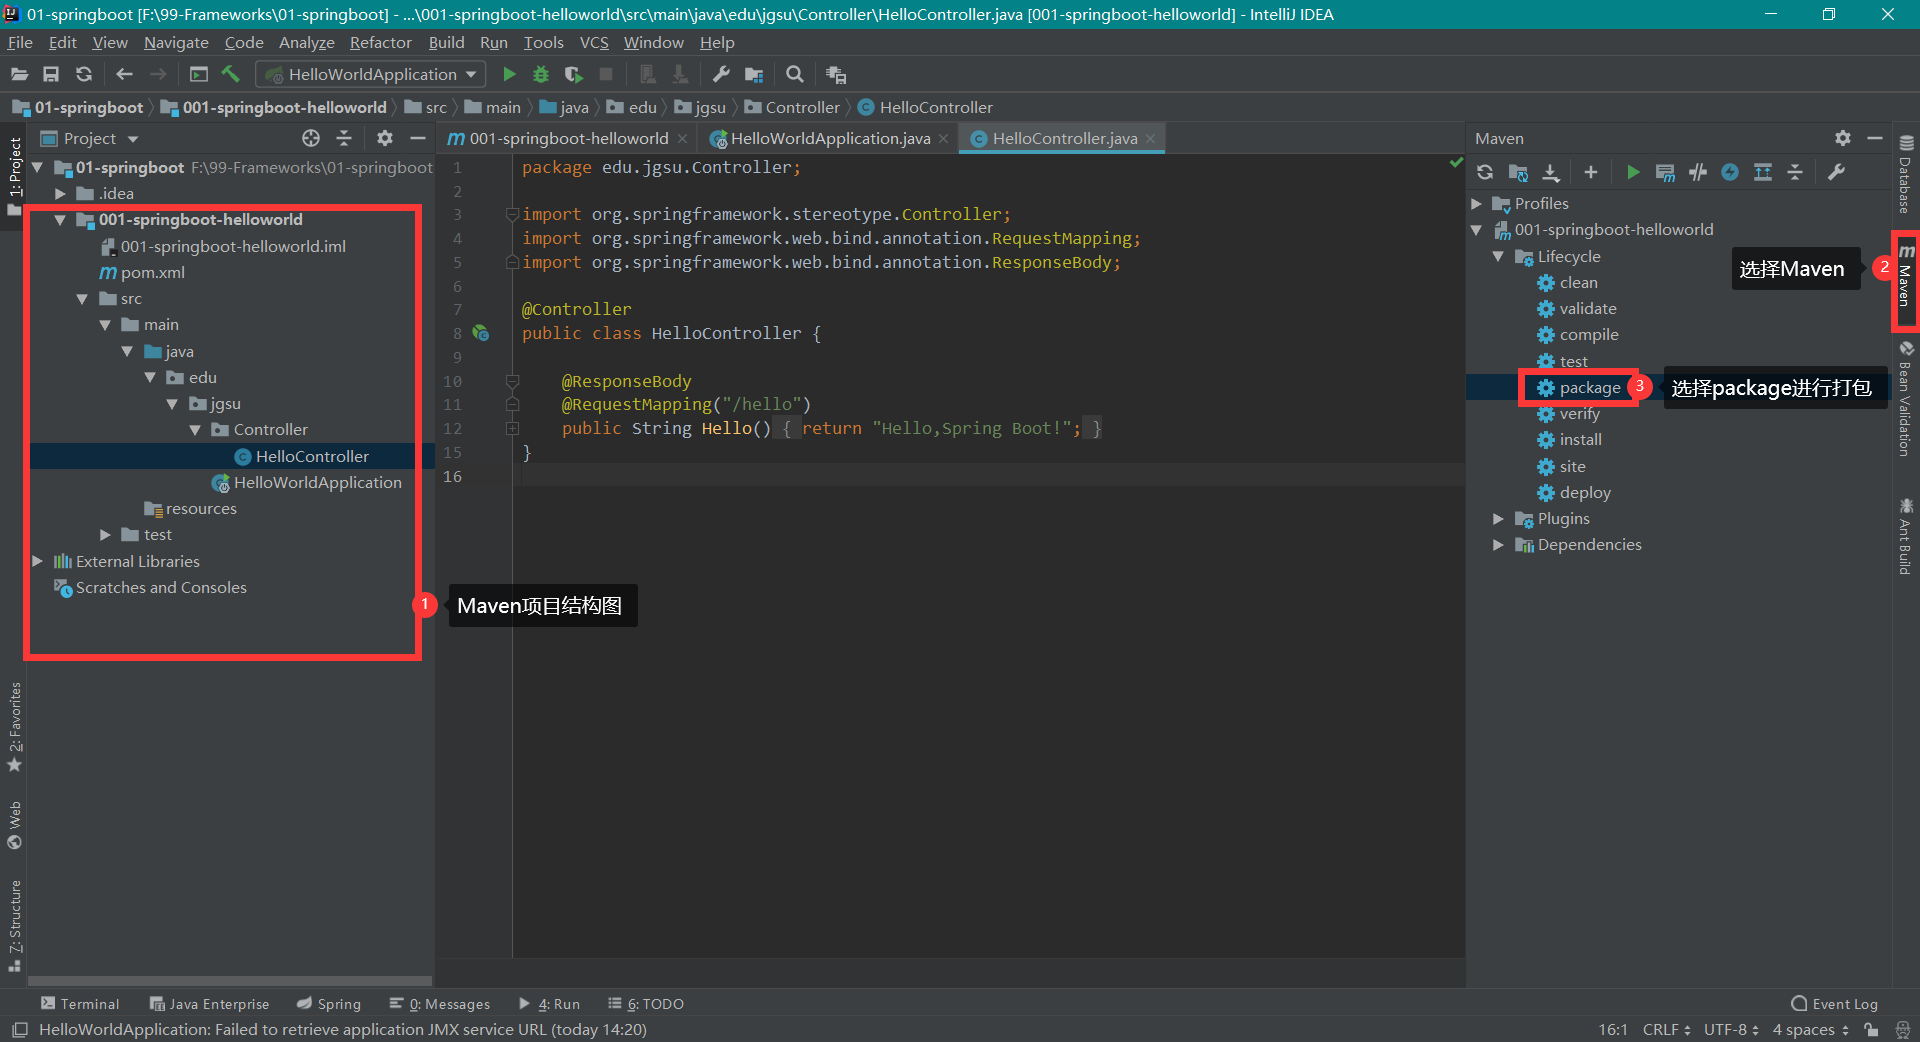 01-springboot [F:\99-Frameworks\01-springboot] - ...\001-springboot-helloworld\src\main\java\edu\jgsu\Controller\HelloController.java [001-springboot-helloworld] - IntelliJ IDEA
File Edit View Navigate Code Analyze Refactor Build Run Tools VCS Window Help
HelloWorldApplication
01-springboot 001-springboot-helloworld src main java edu jgsu Controller HelloController
1: Project
2: Favorites
Web
7: Structure
Project
01-springboot F:\99-Frameworks\01-springboot
.idea
001-springboot-helloworld
001-springboot-helloworld.iml
pom.xml
src
main
java
edu
jgsu
Controller
HelloController
HelloWorldApplication
resources
test
External Libraries
Scratches and Consoles
1 Maven项目结构图
001-springboot-helloworld HelloWorldApplication.java HelloController.java
1 package edu.jgsu.Controller;
2
3 import org.springframework.stereotype.Controller;
4 import org.springframework.web.bind.annotation.RequestMapping;
5 import org.springframework.web.bind.annotation.ResponseBody;
6
7 @Controller
8 public class HelloController {
9
10 @ResponseBody
11 @RequestMapping("/hello")
12 public String Hello() { return "Hello,Spring Boot!"; }
15 }
16
Maven
Profiles
001-springboot-helloworld
Lifecycle
选择Maven 2
clean
validate
compile
test
package 3 选择package进行打包
verify
install
site
deploy
Plugins
Dependencies
Database
Maven
Bean Validation
Ant Build
Terminal Java Enterprise Spring 0: Messages 4: Run 6: TODO Event Log
HelloWorldApplication: Failed to retrieve application JMX service URL (today 14:20) 16:1 CRLF UTF-8 4 spaces